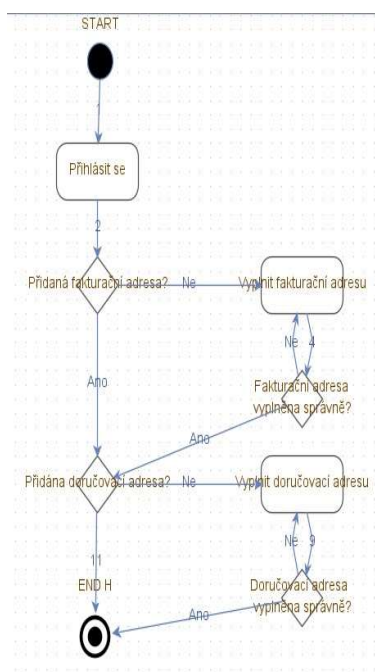 START
1
Přihlásit se
2
Přidaná fakturační adresa?
Ne
Vyplnit fakturační adresu
Ne
4
Ano
Fakturační adresa
vyplněna správně?
Ano
Přidána doručovací adresa?
Ne
Vyplnit doručovací adresu
Ne
9
11
END H
Doručovací adresa
vyplněna správně?
Ano